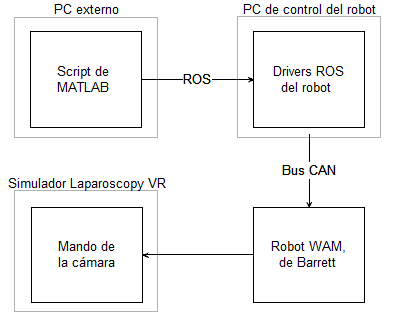 PC externo
PC de control del robot
Script de
MATLAB
ROS
Drivers ROS
del robot
Bus CAN
Simulador Laparoscopy VR
Mando de
la cámara
Robot WAM,
de Barrett